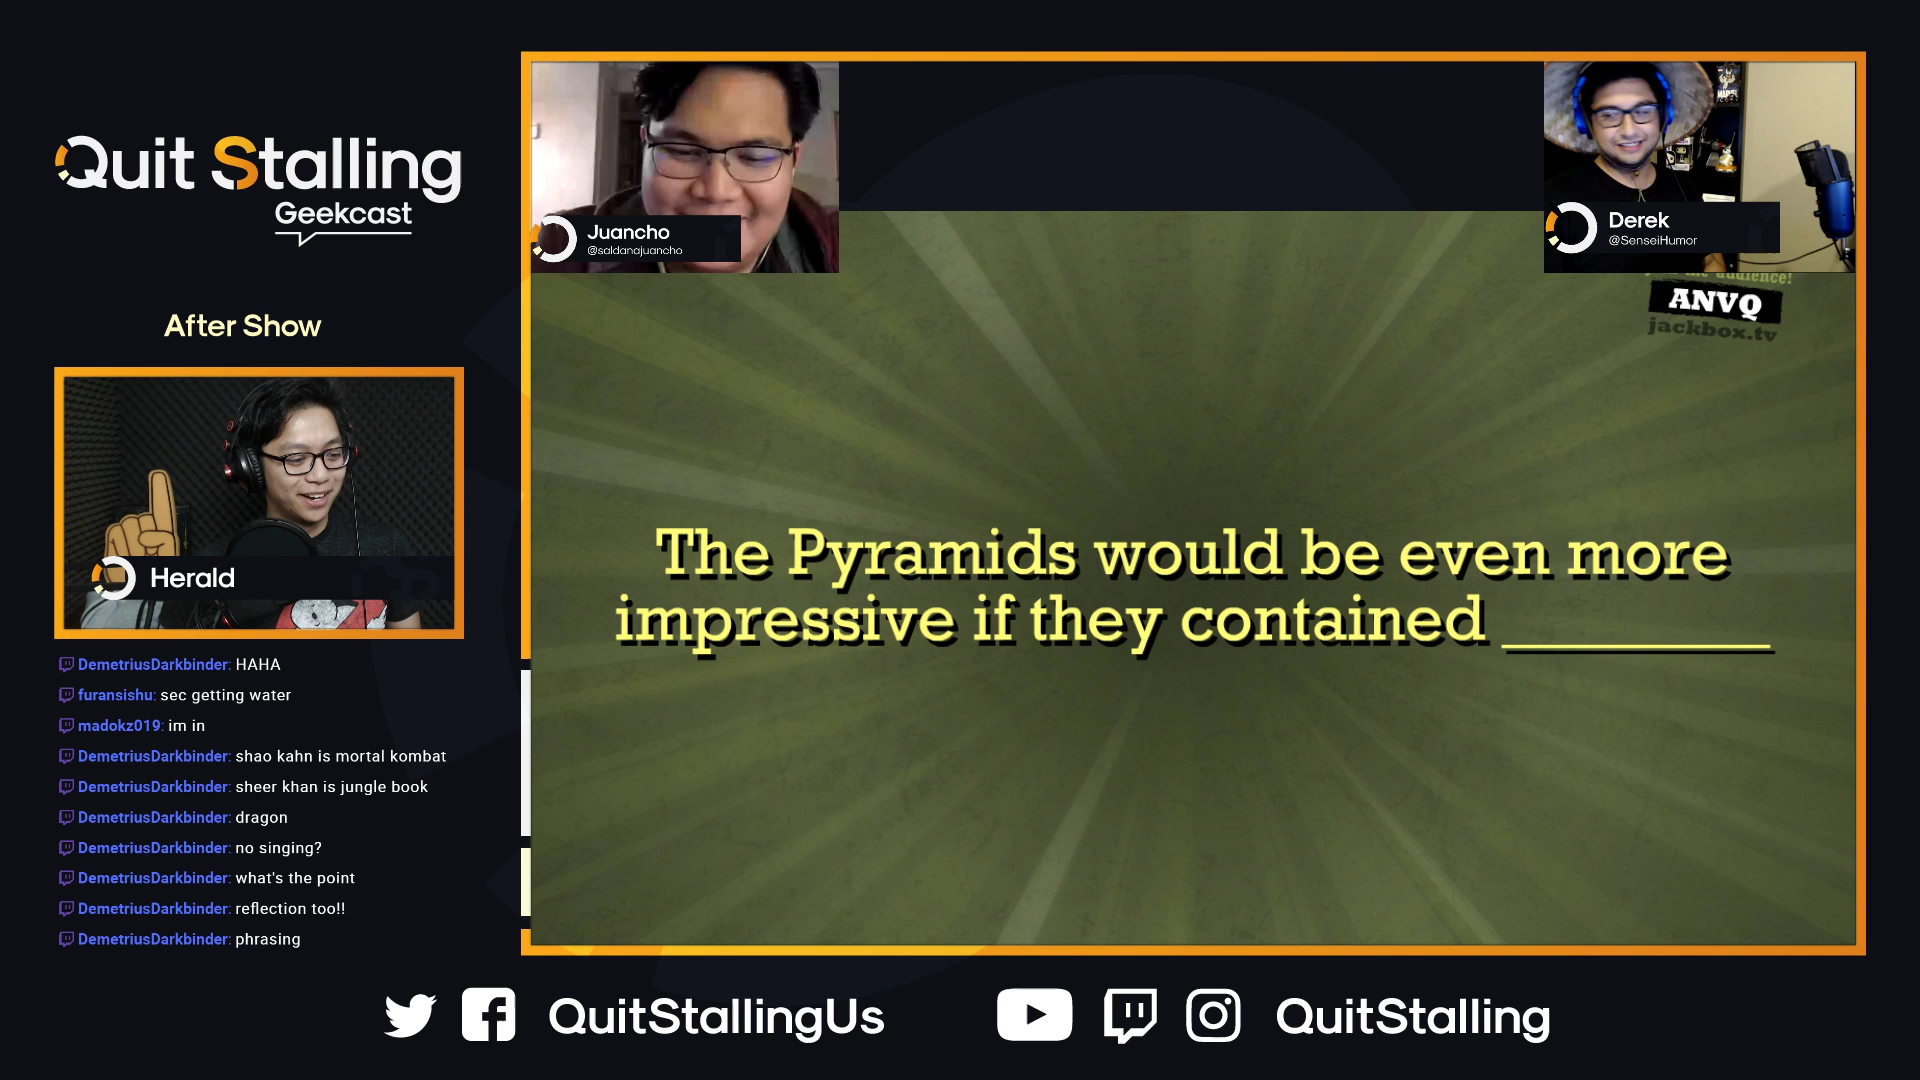 Quit Stalling
Geekcast
After Show
Herald
DemetriusDarkbinder: HAHA
furansishu: sec getting water
madokz019: im in
DemetriusDarkbinder: shao kahn is mortal kombat
DemetriusDarkbinder: sheer khan is jungle book
DemetriusDarkbinder: dragon
DemetriusDarkbinder: no singing?
DemetriusDarkbinder: what's the point
DemetriusDarkbinder: reflection too!!
DemetriusDarkbinder: phrasing
Juancho
@saldanajuancho
Derek
@SenseiHumor
MARVEL
audience!
ANVQ
jackbox.tv
The Pyramids would be even more
impressive if they contained ________
QuitStallingUs
QuitStalling